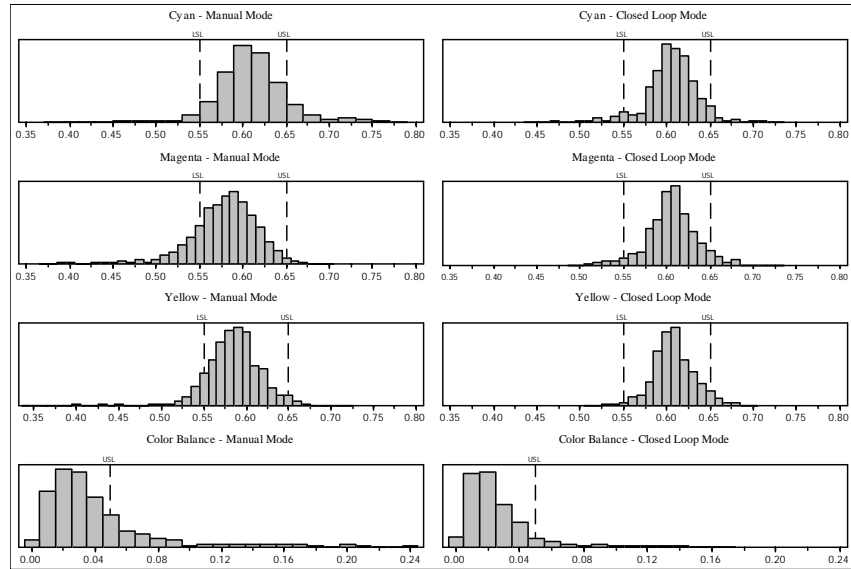 Cyan - Manual Mode
LSL USL
0.35 0.40 0.45 0.50 0.55 0.60 0.65 0.70 0.75 0.80
Cyan - Closed Loop Mode
LSL USL
0.35 0.40 0.45 0.50 0.55 0.60 0.65 0.70 0.75 0.80
Magenta - Manual Mode
LSL USL
0.35 0.40 0.45 0.50 0.55 0.60 0.65 0.70 0.75 0.80
Magenta - Closed Loop Mode
LSL USL
0.35 0.40 0.45 0.50 0.55 0.60 0.65 0.70 0.75 0.80
Yellow - Manual Mode
LSL USL
0.35 0.40 0.45 0.50 0.55 0.60 0.65 0.70 0.75 0.80
Yellow - Closed Loop Mode
LSL USL
0.35 0.40 0.45 0.50 0.55 0.60 0.65 0.70 0.75 0.80
Color Balance - Manual Mode
USL
0.00 0.04 0.08 0.12 0.16 0.20 0.24
Color Balance - Closed Loop Mode
USL
0.00 0.04 0.08 0.12 0.16 0.20 0.24